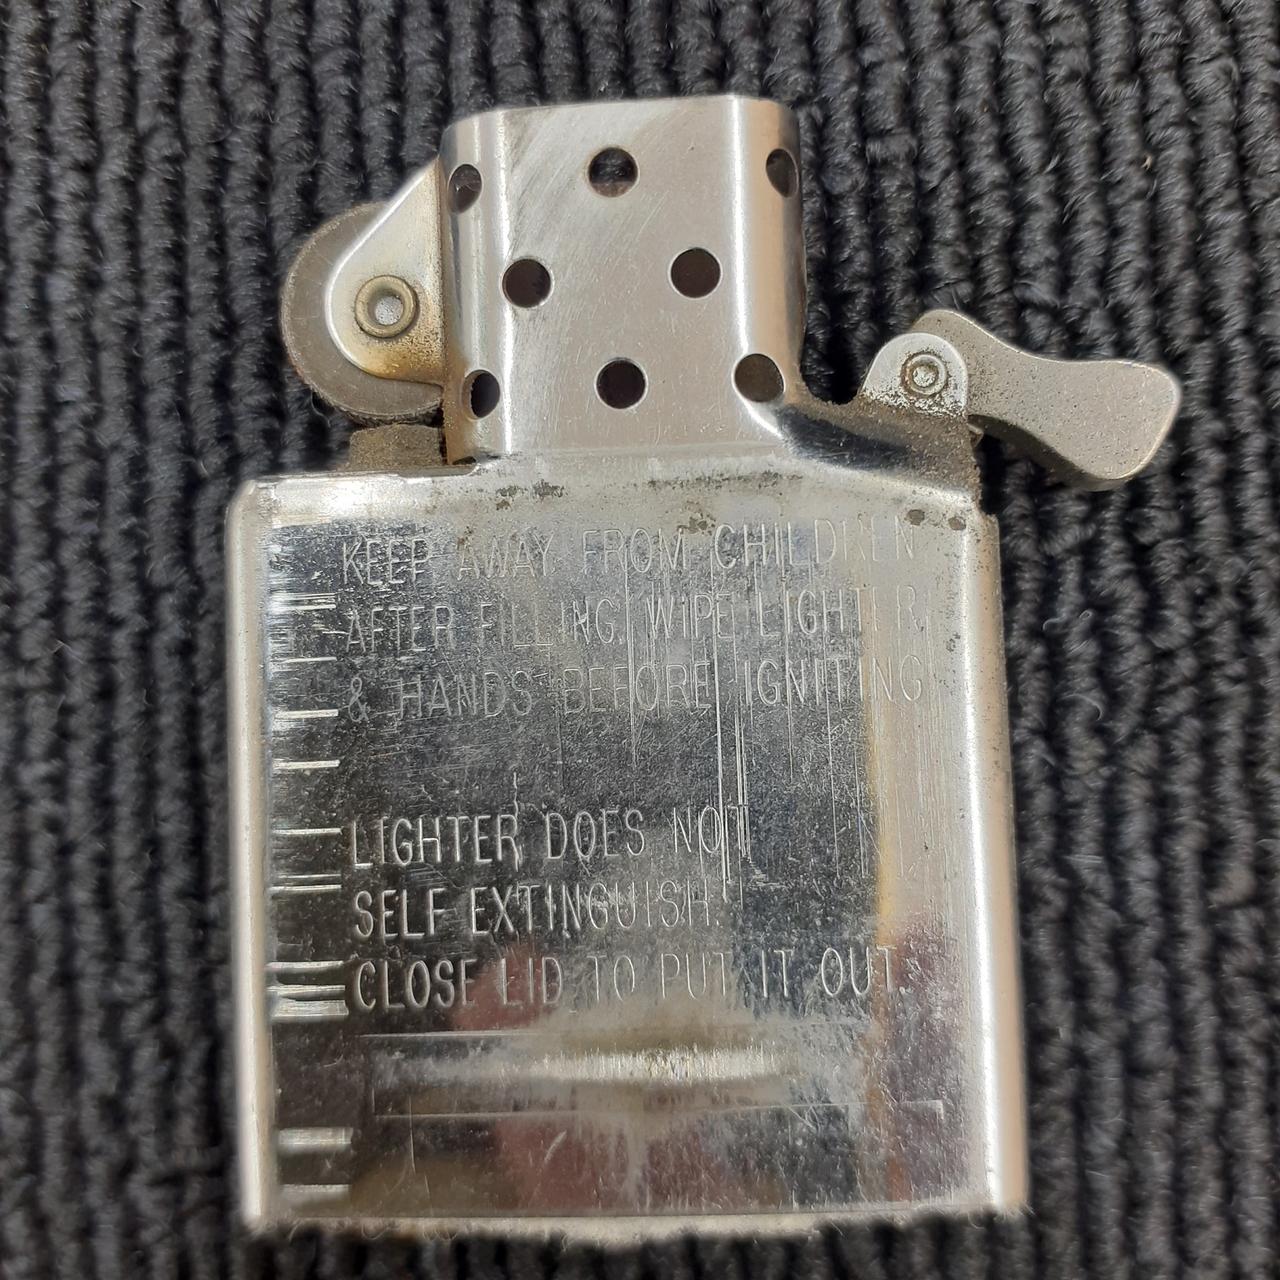 KEEP AWAY FROM CHILDREN
AFTER FILLING, WIPE LIGHTER
& HANDS BEFORE IGNITING
LIGHTER DOES NOT
SELF EXTINGUISH.
CLOSE LID TO PUT IT OUT.